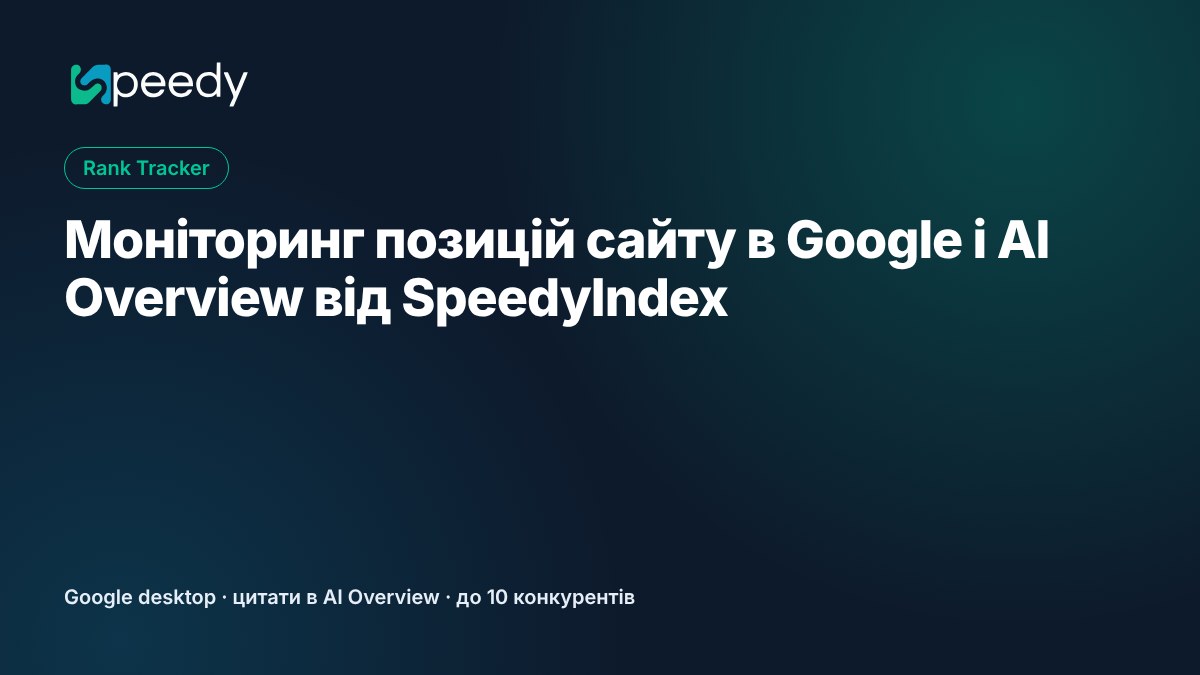 Speedy
Rank Tracker
Моніторинг позицій сайту в Google і AI
Overview від SpeedyIndex
Google desktop · цитати в AI Overview · до 10 конкурентів